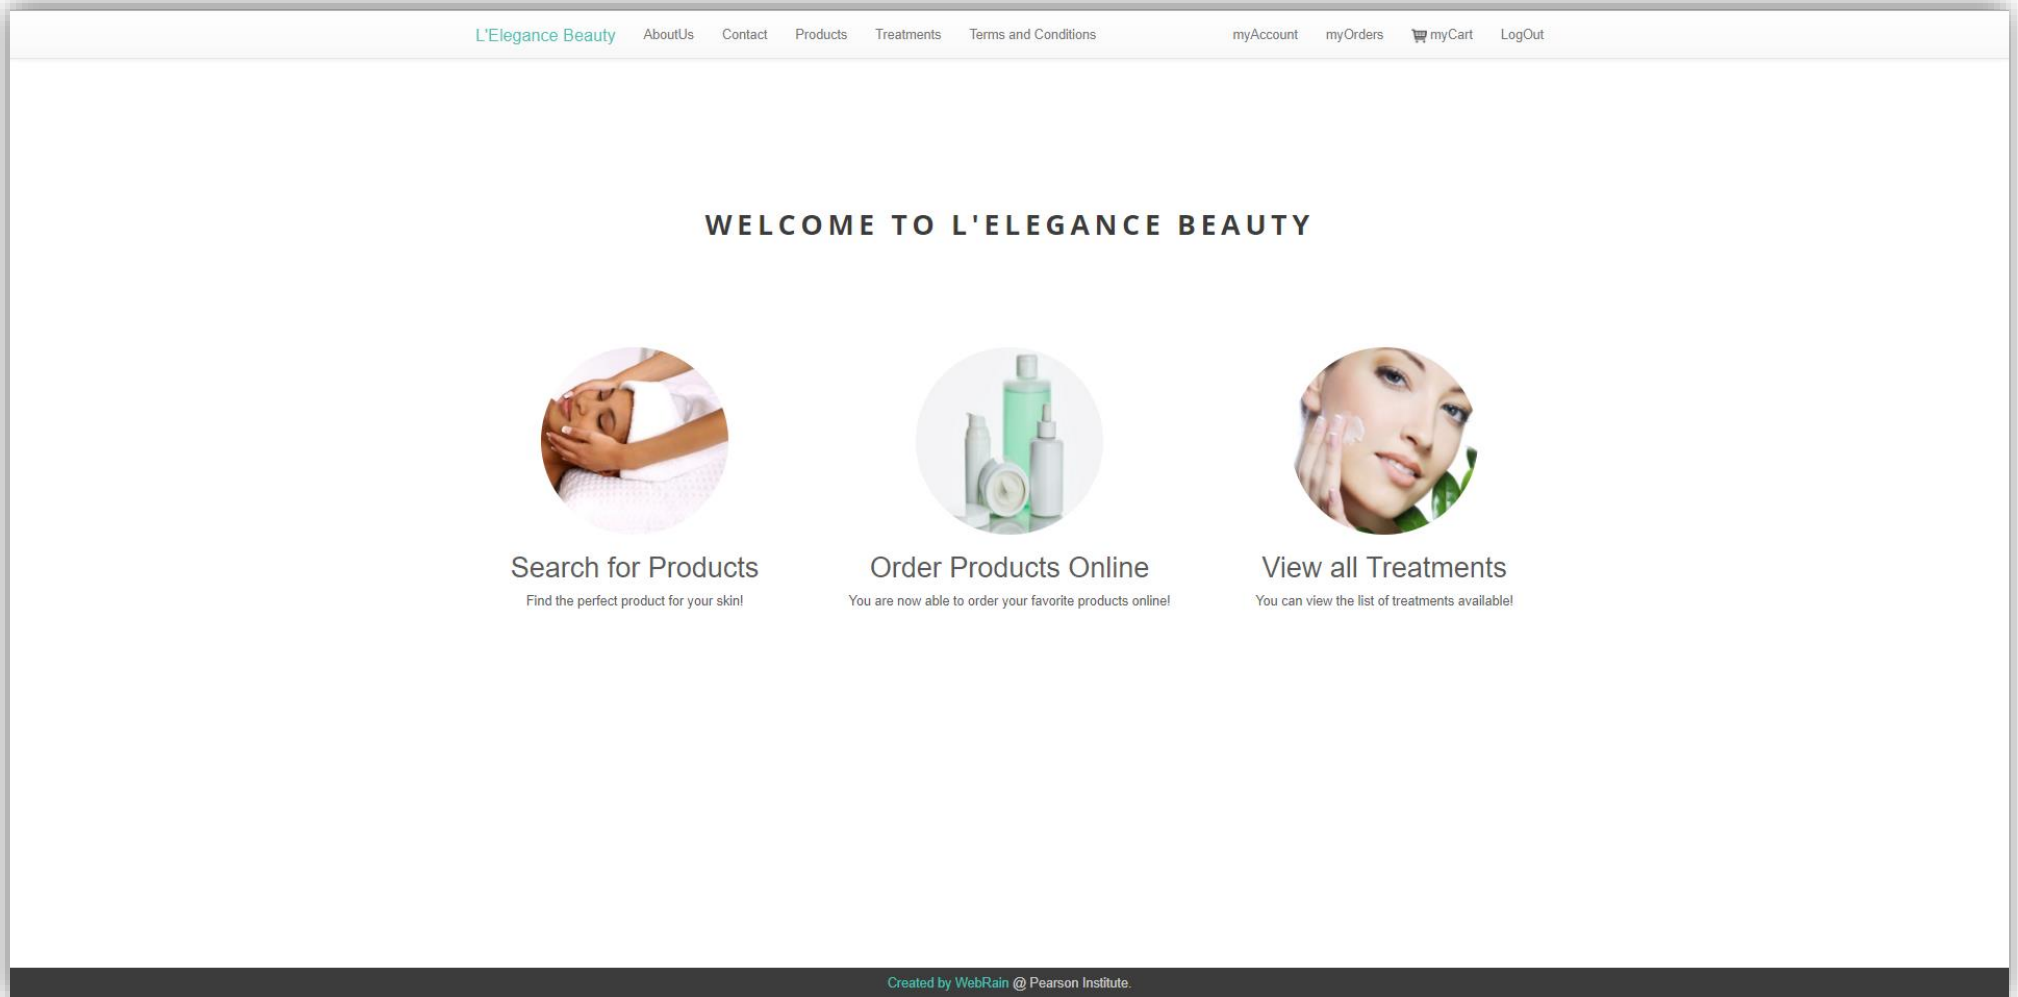 L'Elegance Beauty AboutUs Contact Products Treatments Terms and Conditions myAccount myOrders myCart LogOut
WELCOME TO L'ELEGANCE BEAUTY
Search for Products
Find the perfect product for your skin!
Order Products Online
You are now able to order your favorite products online!
View all Treatments
You can view the list of treatments available!
Created by WebRain @ Pearson Institute.